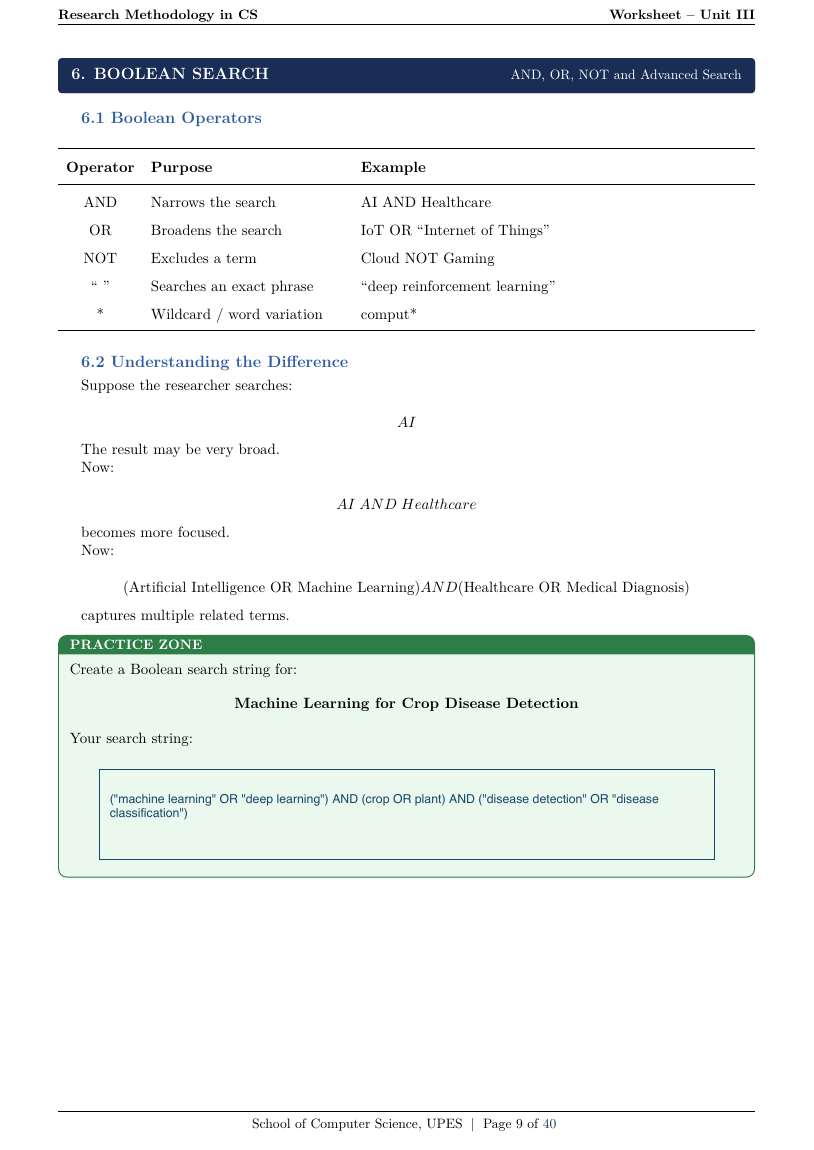 Research Methodology in CS Worksheet – Unit III
6. BOOLEAN SEARCH AND, OR, NOT and Advanced Search
6.1 Boolean Operators
Operator Purpose Example
AND Narrows the search AI AND Healthcare
OR Broadens the search IoT OR “Internet of Things”
NOT Excludes a term Cloud NOT Gaming
“ ” Searches an exact phrase “deep reinforcement learning”
* Wildcard / word variation comput*
6.2 Understanding the Difference
Suppose the researcher searches:
AI
The result may be very broad.
Now:
AI AND Healthcare
becomes more focused.
Now:
(Artificial Intelligence OR Machine Learning)AND(Healthcare OR Medical Diagnosis)
captures multiple related terms.
PRACTICE ZONE
Create a Boolean search string for:
Machine Learning for Crop Disease Detection
Your search string:
("machine learning" OR "deep learning") AND (crop OR plant) AND ("disease detection" OR "disease
classification")
School of Computer Science, UPES | Page 9 of 40